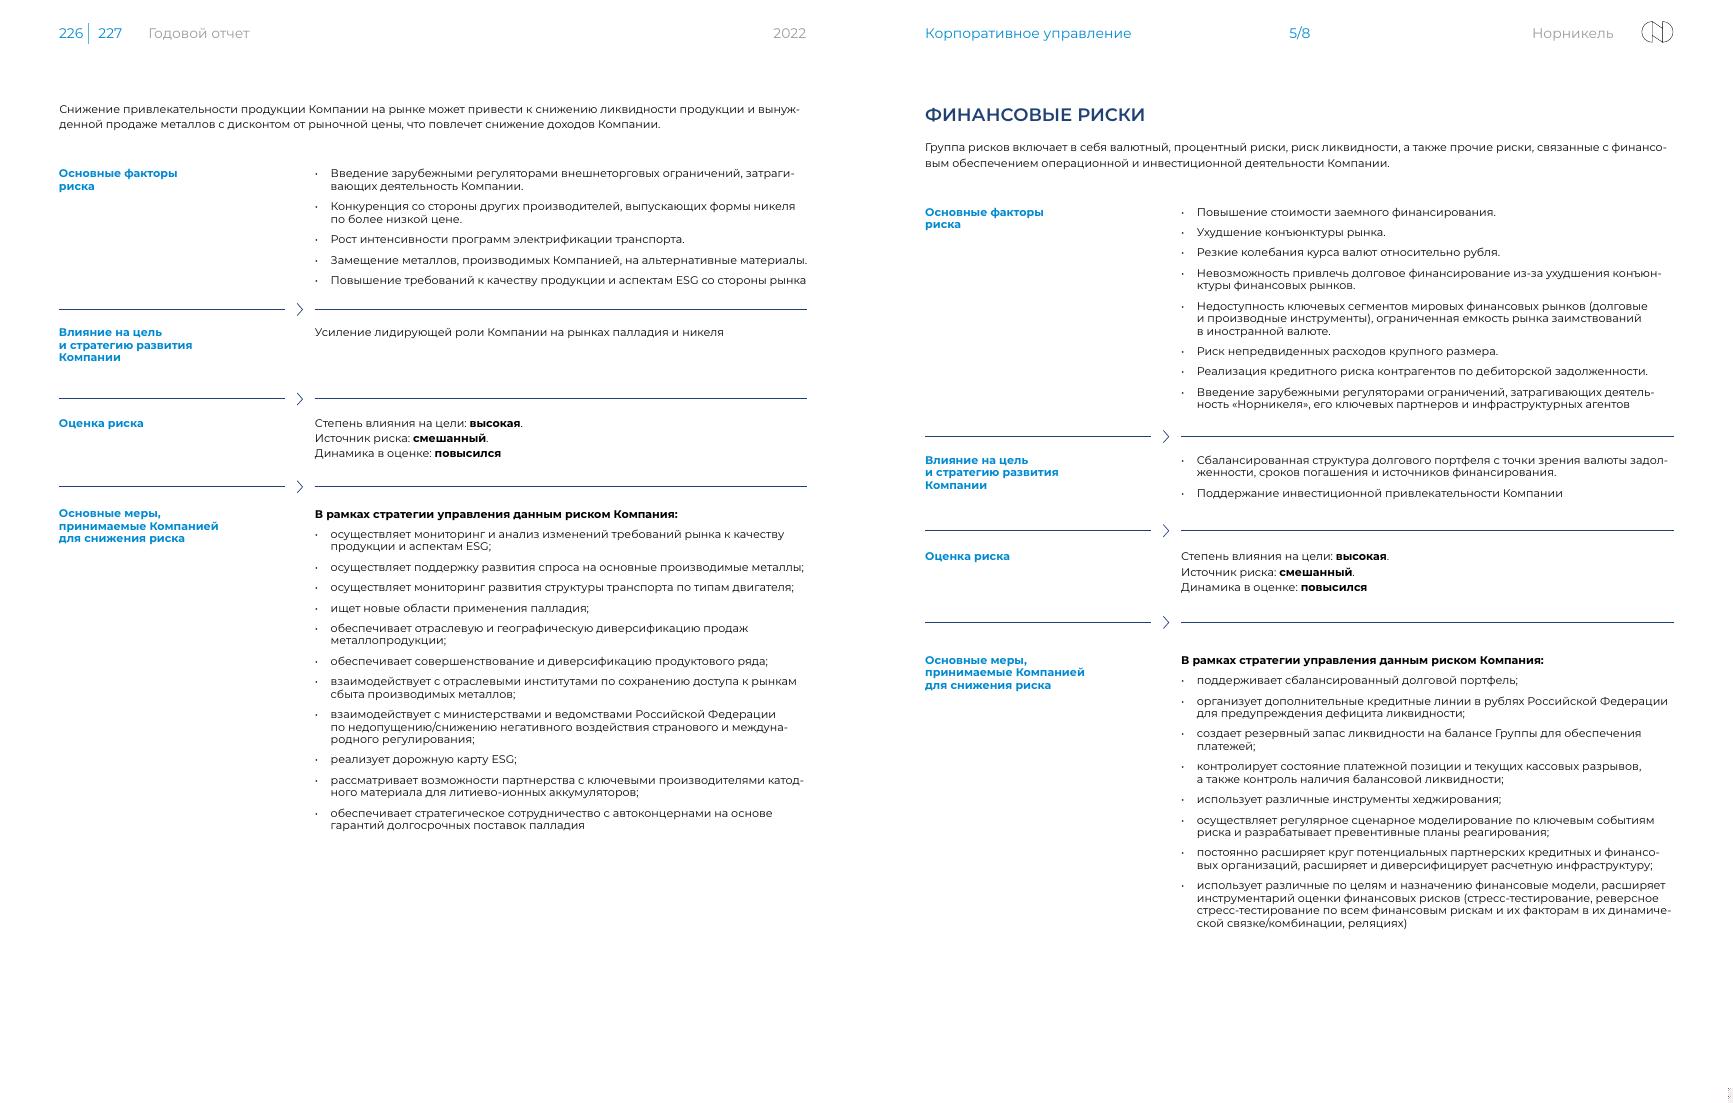 226 227 Годовой отчет 2022
Снижение привлекательности продукции Компании на рынке может привести к снижению ликвидности продукции и вынуж-
денной продаже металлов с дисконтом от рыночной цены, что повлечет снижение доходов Компании.
Основные факторы
риска
• Введение зарубежными регуляторами внешнеторговых ограничений, затраги-
вающих деятельность Компании.
• Конкуренция со стороны других производителей, выпускающих формы никеля
по более низкой цене.
• Рост интенсивности программ электрификации транспорта.
• Замещение металлов, производимых Компанией, на альтернативные материалы.
• Повышение требований к качеству продукции и аспектам ESG со стороны рынка
Влияние на цель
и стратегию развития
Компании
Усиление лидирующей роли Компании на рынках палладия и никеля
Оценка риска
Степень влияния на цели: высокая.
Источник риска: смешанный.
Динамика в оценке: повысился
Основные меры,
принимаемые Компанией
для снижения риска
В рамках стратегии управления данным риском Компания:
• осуществляет мониторинг и анализ изменений требований рынка к качеству
продукции и аспектам ESG;
• осуществляет поддержку развития спроса на основные производимые металлы;
• осуществляет мониторинг развития структуры транспорта по типам двигателя;
• ищет новые области применения палладия;
• обеспечивает отраслевую и географическую диверсификацию продаж
металлопродукции;
• обеспечивает совершенствование и диверсификацию продуктового ряда;
• взаимодействует с отраслевыми институтами по сохранению доступа к рынкам
сбыта производимых металлов;
• взаимодействует с министерствами и ведомствами Российской Федерации
по недопущению/снижению негативного воздействия странового и междуна-
родного регулирования;
• реализует дорожную карту ESG;
• рассматривает возможности партнерства с ключевыми производителями катод-
ного материала для литиево-ионных аккумуляторов;
• обеспечивает стратегическое сотрудничество с автоконцернами на основе
гарантий долгосрочных поставок палладия
Корпоративное управление 5/8 Норникель
ФИНАНСОВЫЕ РИСКИ
Группа рисков включает в себя валютный, процентный риски, риск ликвидности, а также прочие риски, связанные с финансо-
вым обеспечением операционной и инвестиционной деятельности Компании.
Основные факторы
риска
• Повышение стоимости заемного финансирования.
• Ухудшение конъюнктуры рынка.
• Резкие колебания курса валют относительно рубля.
• Невозможность привлечь долговое финансирование из-за ухудшения конъюн-
ктуры финансовых рынков.
• Недоступность ключевых сегментов мировых финансовых рынков (долговые
и производные инструменты), ограниченная емкость рынка заимствований
в иностранной валюте.
• Риск непредвиденных расходов крупного размера.
• Реализация кредитного риска контрагентов по дебиторской задолженности.
• Введение зарубежными регуляторами ограничений, затрагивающих деятель-
ность «Норникеля», его ключевых партнеров и инфраструктурных агентов
Влияние на цель
и стратегию развития
Компании
• Сбалансированная структура долгового портфеля с точки зрения валюты задол-
женности, сроков погашения и источников финансирования.
• Поддержание инвестиционной привлекательности Компании
Оценка риска
Степень влияния на цели: высокая.
Источник риска: смешанный.
Динамика в оценке: повысился
Основные меры,
принимаемые Компанией
для снижения риска
В рамках стратегии управления данным риском Компания:
• поддерживает сбалансированный долговой портфель;
• организует дополнительные кредитные линии в рублях Российской Федерации
для предупреждения дефицита ликвидности;
• создает резервный запас ликвидности на балансе Группы для обеспечения
платежей;
• контролирует состояние платежной позиции и текущих кассовых разрывов,
а также контроль наличия балансовой ликвидности;
• использует различные инструменты хеджирования;
• осуществляет регулярное сценарное моделирование по ключевым событиям
риска и разрабатывает превентивные планы реагирования;
• постоянно расширяет круг потенциальных партнерских кредитных и финансо-
вых организаций, расширяет и диверсифицирует расчетную инфраструктуру;
• использует различные по целям и назначению финансовые модели, расширяет
инструментарий оценки финансовых рисков (стресс-тестирование, реверсное
стресс-тестирование по всем финансовым рискам и их факторам в их динамиче-
ской связке/комбинации, реляциях)